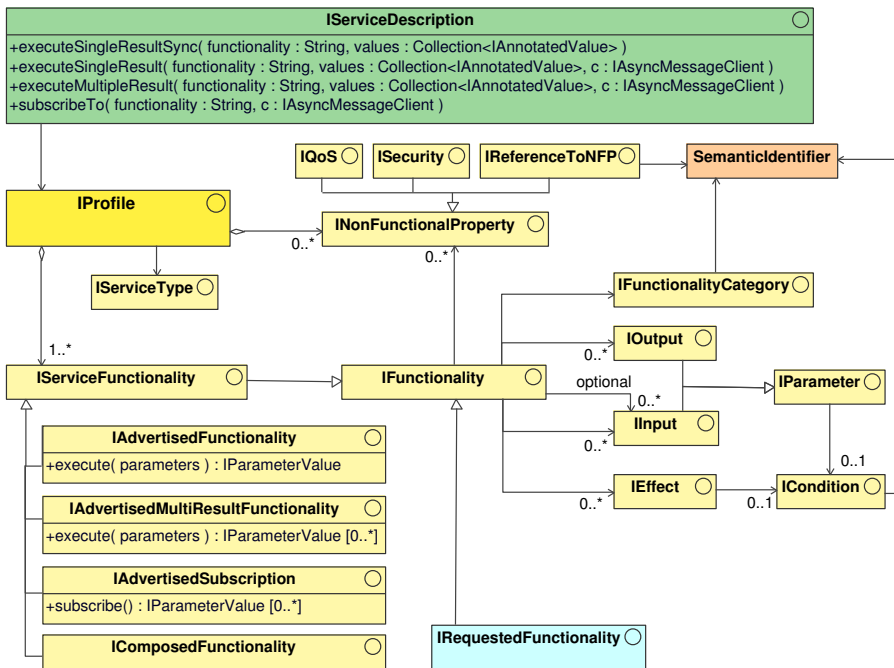 IServiceDescription
+executeSingleResultSync( functionality : String, values : Collection<IAnnotatedValue> )
+executeSingleResult( functionality : String, values : Collection<IAnnotatedValue>, c : IAsyncMessageClient )
+executeMultipleResult( functionality : String, values : Collection<IAnnotatedValue>, c : IAsyncMessageClient )
+subscribeTo( functionality : String, c : IAsyncMessageClient )
IQoS
ISecurity
IReferenceToNFP
SemanticIdentifier
IProfile
INonFunctionalProperty
0..*
0..*
IServiceType
IFunctionalityCategory
1..*
IOutput
0..*
IServiceFunctionality
IFunctionality
optional
0..*
IParameter
IInput
0..*
IAdvertisedFunctionality
+execute( parameters ) : IParameterValue
0..1
IEffect
0..*
ICondition
0..1
IAdvertisedMultiResultFunctionality
+execute( parameters ) : IParameterValue [0..*]
IAdvertisedSubscription
+subscribe() : IParameterValue [0..*]
IComposedFunctionality
IRequestedFunctionality